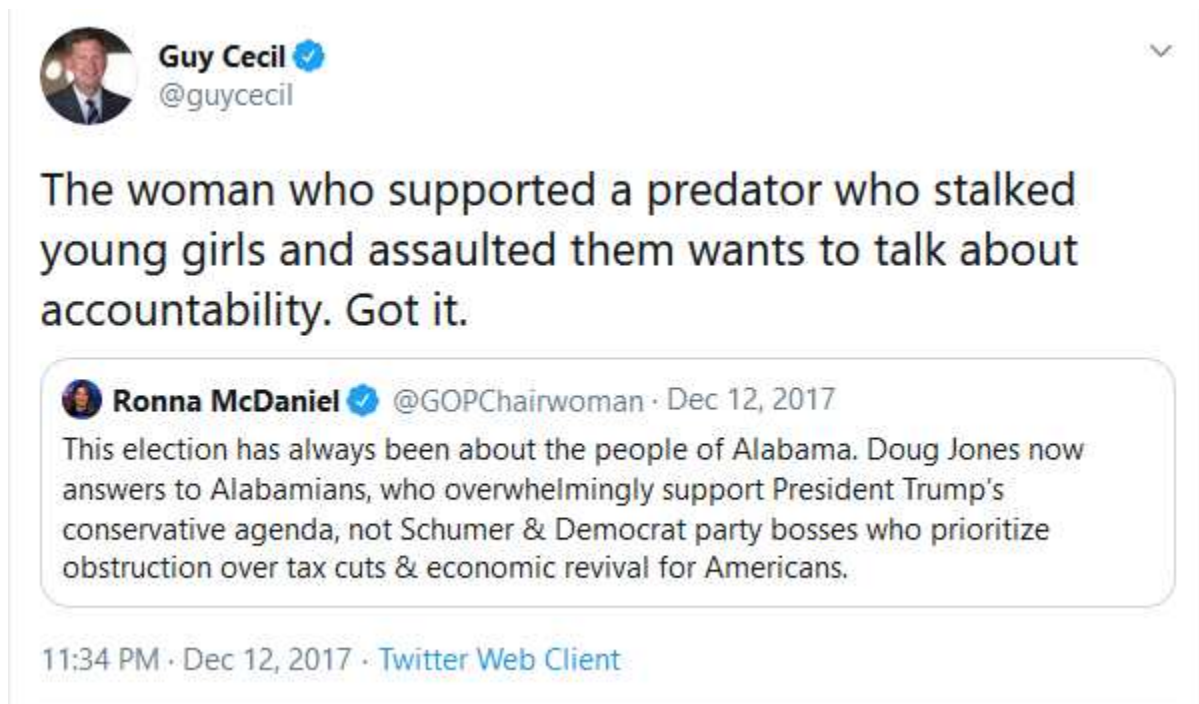 Guy Cecil
@guycecil
The woman who supported a predator who stalked
young girls and assaulted them wants to talk about
accountability. Got it.
Ronna McDaniel @GOPChairwoman · Dec 12, 2017
This election has always been about the people of Alabama. Doug Jones now
answers to Alabamians, who overwhelmingly support President Trump's
conservative agenda, not Schumer & Democrat party bosses who prioritize
obstruction over tax cuts & economic revival for Americans.
11:34 PM · Dec 12, 2017 · Twitter Web Client